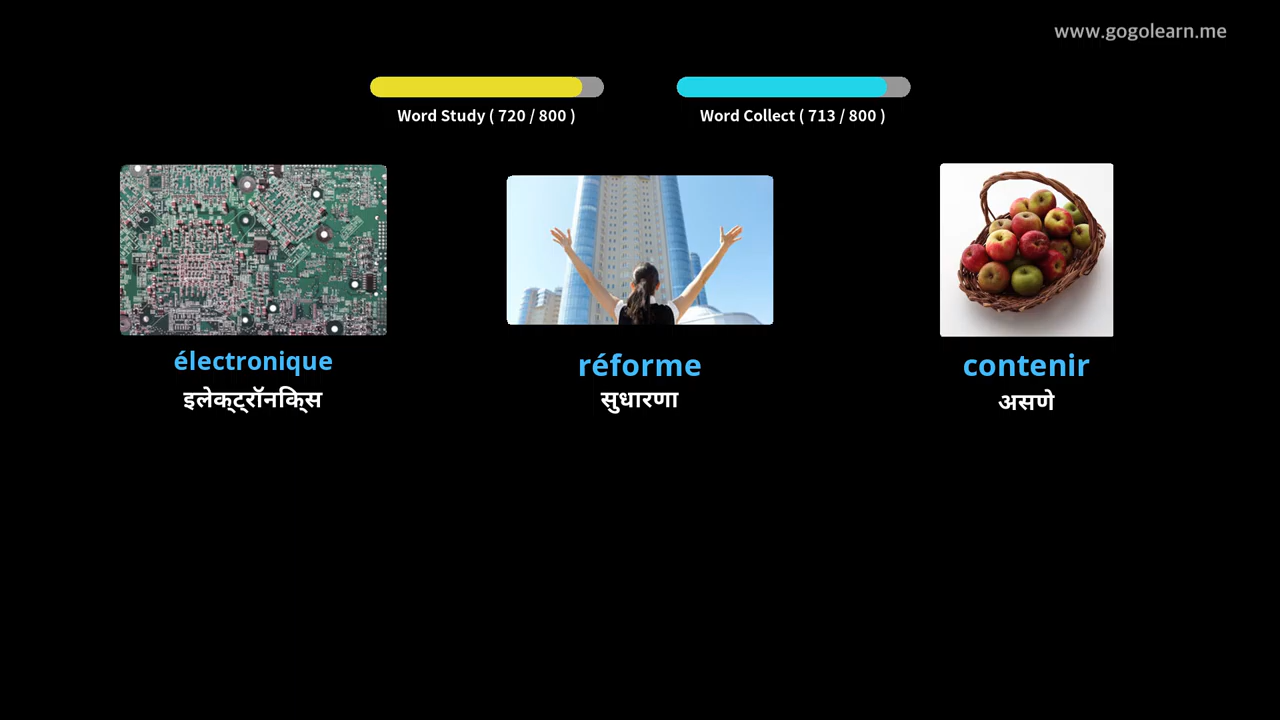 www.gogolearn.me
Word Study ( 720 / 800 )
Word Collect ( 713 / 800 )
électronique
इलेक्ट्रॉनिक्स
réforme
सुधारणा
contenir
असणे